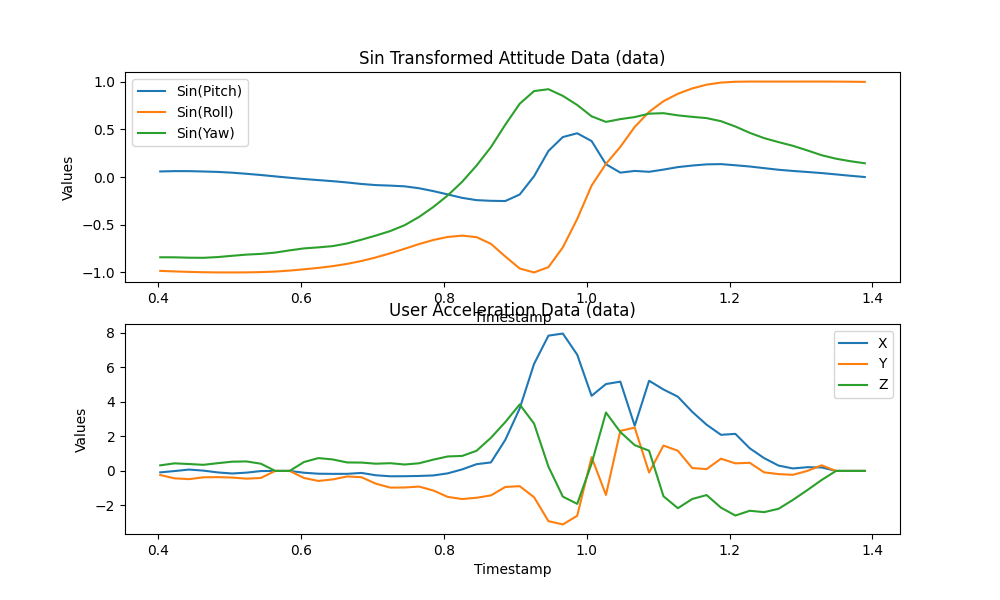 Sin Transformed Attitude Data (data)
Values
1.0
0.5
0.0
−0.5
−1.0
Sin(Pitch)
Sin(Roll)
Sin(Yaw)
0.4 0.6 0.8 1.0 1.2 1.4
Timestamp
User Acceleration Data (data)
Values
8
6
4
2
0
−2
X
Y
Z
0.4 0.6 0.8 1.0 1.2 1.4
Timestamp